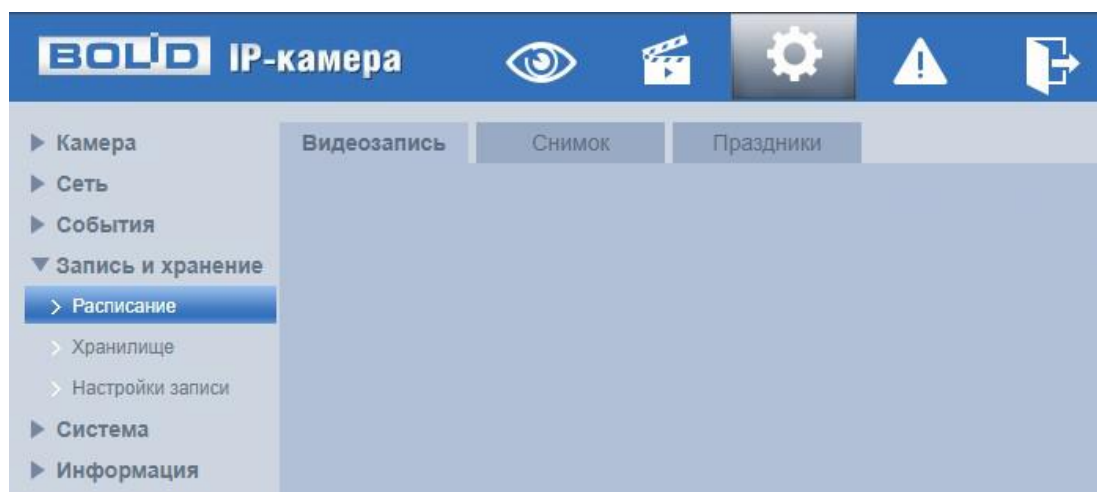 BOLID IP-камера
Видеозапись Снимок Праздники
Камера
Сеть
События
Запись и хранение
Расписание
Хранилище
Настройки записи
Система
Информация